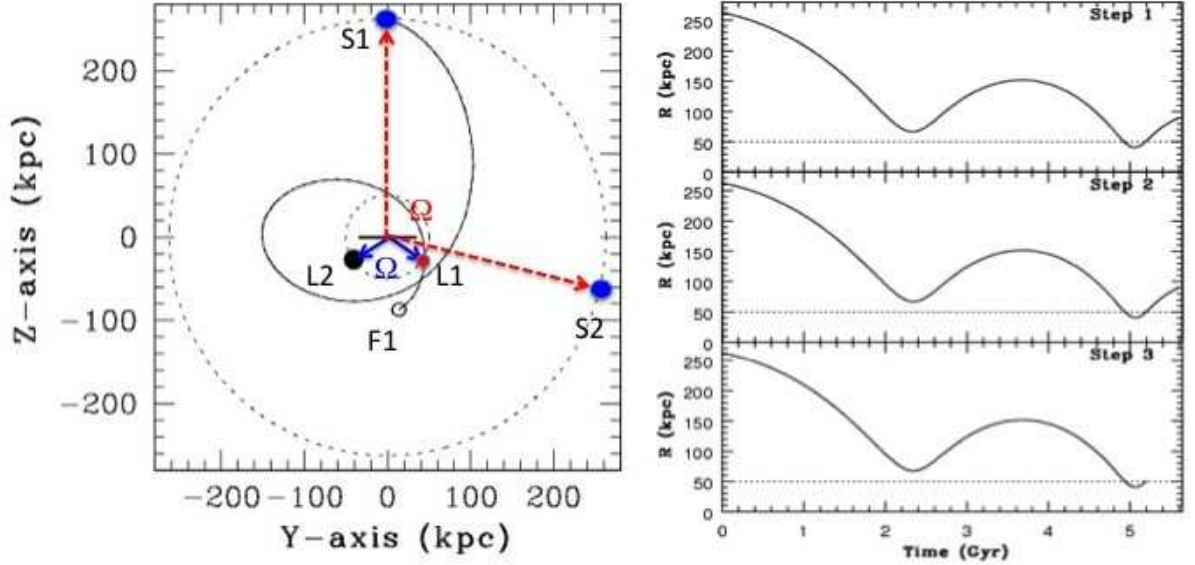 S1
Ω
L2
Ω
L1
F1
S2
200
100
0
−100
−200
Z−axis (kpc)
−200 −100 0 100 200
Y−axis (kpc)
Step 1
250
200
150
100
50
0
R (kpc)
Step 2
250
200
150
100
50
0
R (kpc)
Step 3
250
200
150
100
50
0
R (kpc)
0 1 2 3 4 5
Time (Gyr)